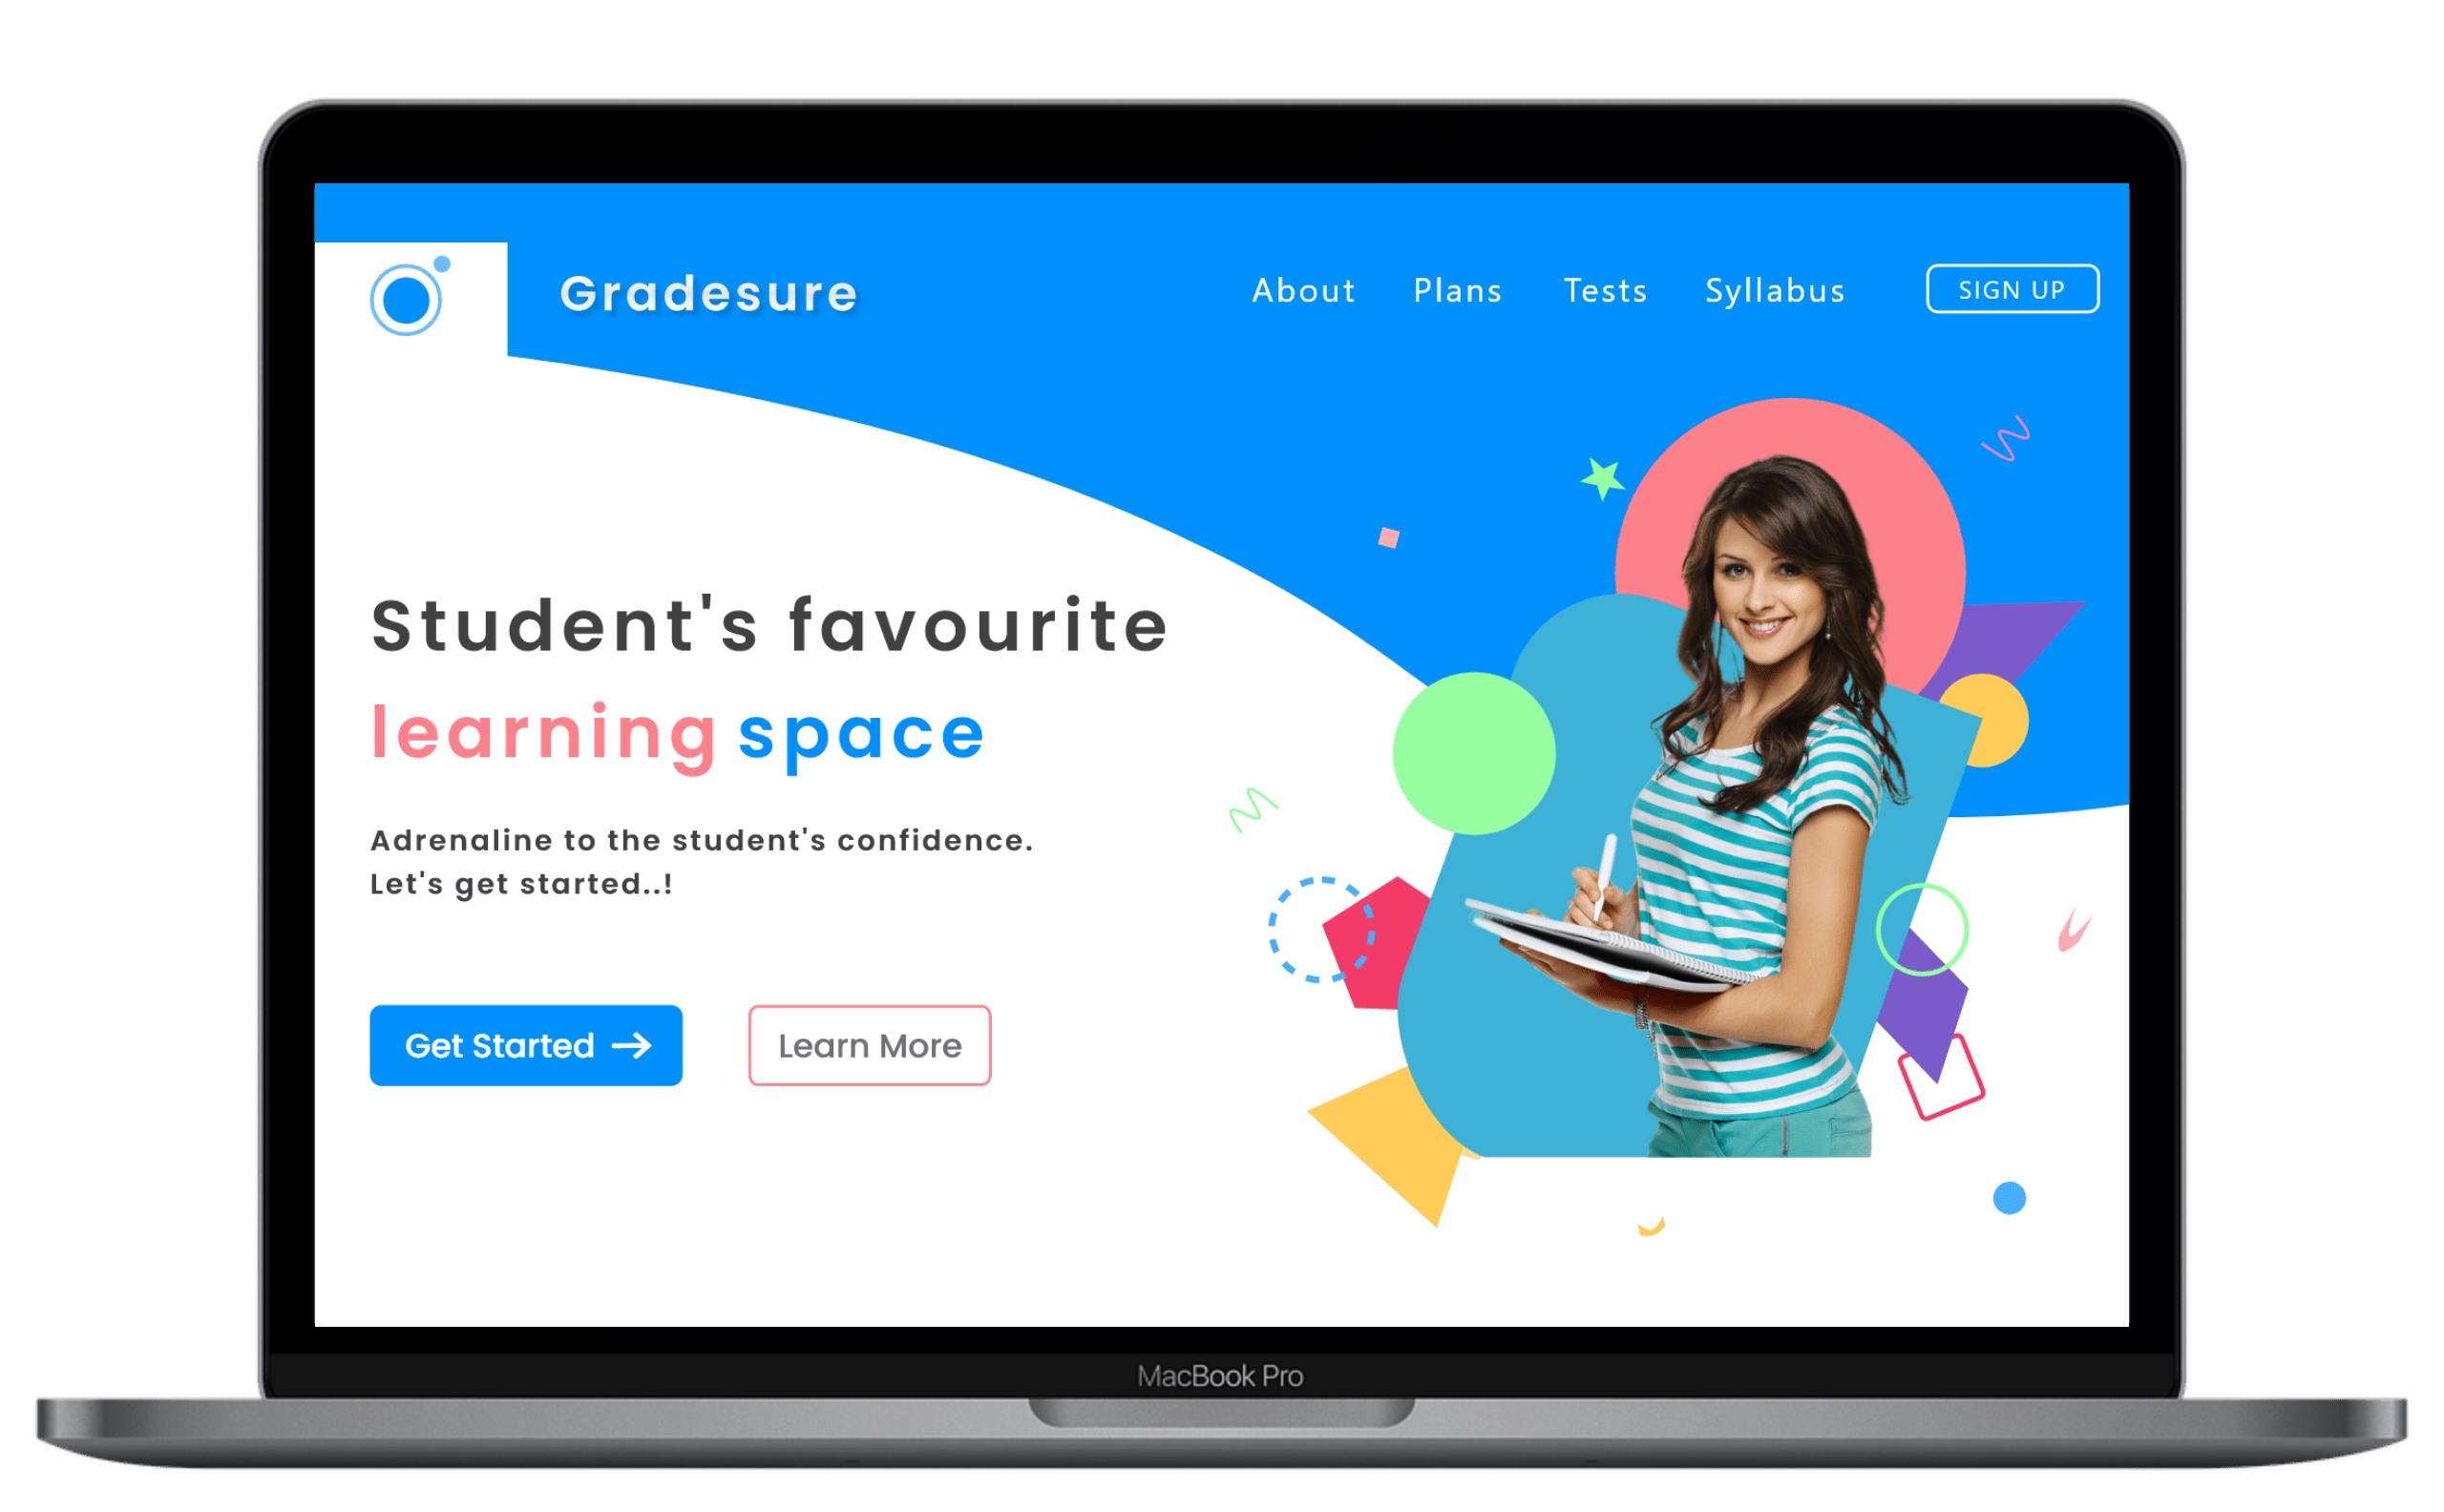 Gradesure
About Plans Tests Syllabus SIGN UP
Student's favourite
learning space
Adrenaline to the student's confidence.
Let's get started..!
Get Started → Learn More
MacBook Pro